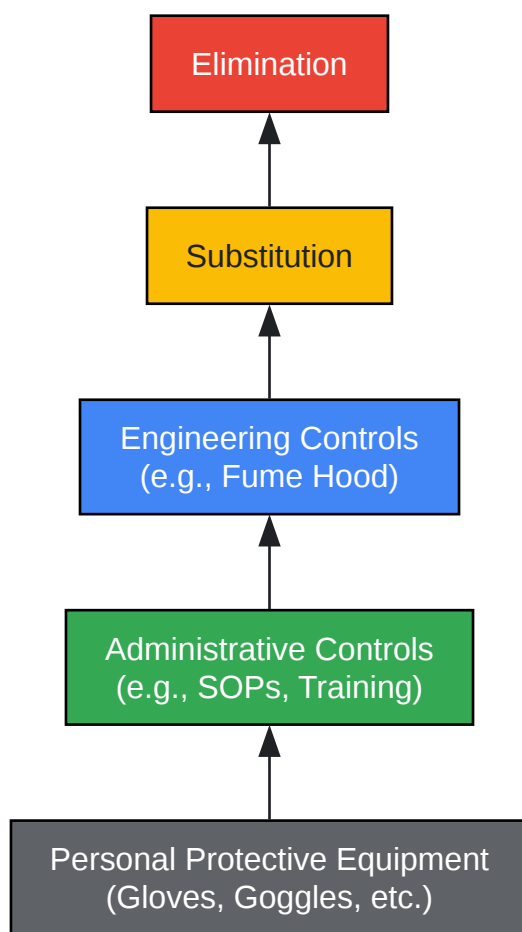 Elimination
Substitution
Engineering Controls
(e.g., Fume Hood)
Administrative Controls
(e.g., SOPs, Training)
Personal Protective Equipment
(Gloves, Goggles, etc.)